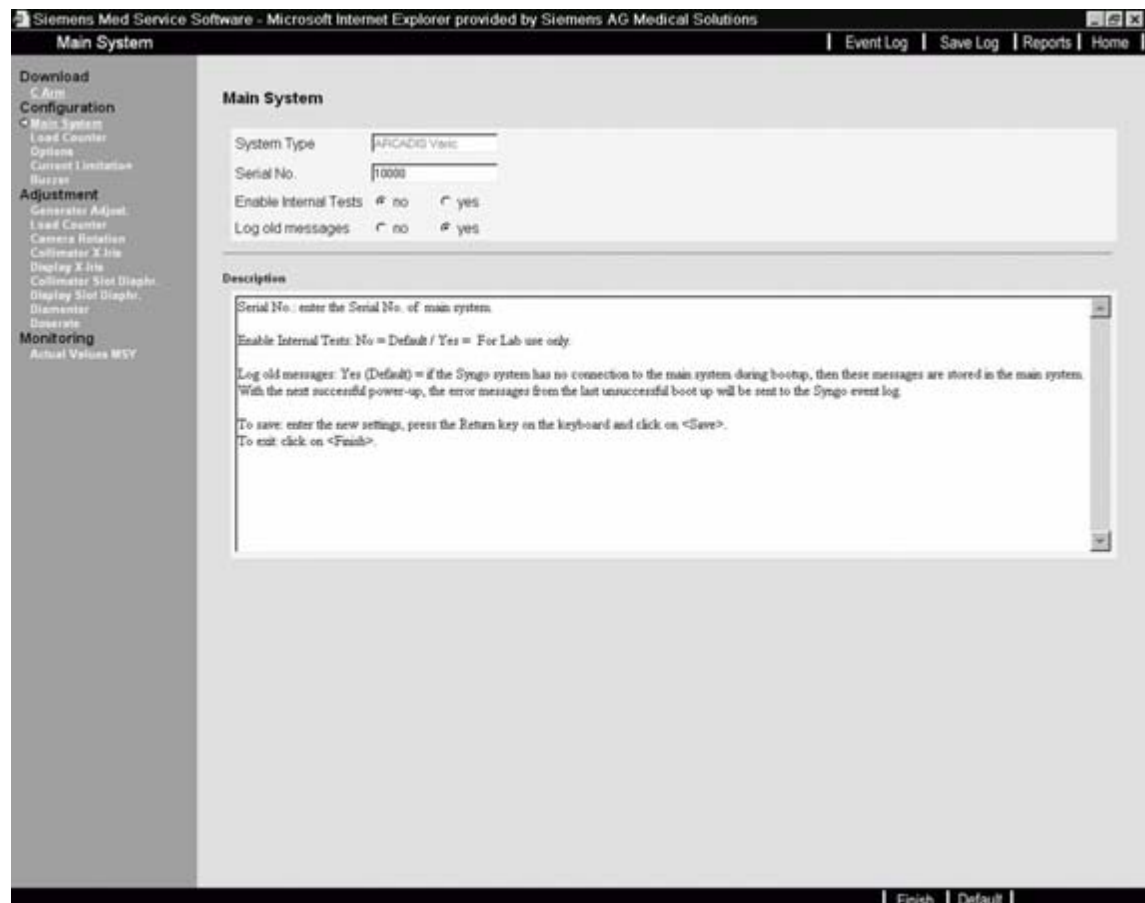 Siemens Med Service Software - Microsoft Internet Explorer provided by Siemens AG Medical Solutions
Main System
Event Log
Save Log
Reports
Home
Download
C Arm
Configuration
Main System
Load Counter
Options
Current Limitation
Buzzer
Adjustment
Generator Adjust.
Load Counter
Camera Rotation
Collimator X Iris
Display X Iris
Collimator Slot Diaphr.
Display Slot Diaphr.
Diamentor
Doserate
Monitoring
Actual Values MSY
Main System
System Type ARCADIS Varic
Serial No. 10000
Enable Internal Tests no yes
Log old messages no yes
Description
Serial No.: enter the Serial No. of main system.
Enable Internal Tests: No = Default / Yes = For Lab use only.
Log old messages: Yes (Default) = if the Syngo system has no connection to the main system during bootup, then these messages are stored in the main system.
With the next successful power-up, the error messages from the last unsuccessful boot up will be sent to the Syngo event log.
To save: enter the new settings, press the Return key on the keyboard and click on <Save>.
To exit: click on <Finish>.
Finish
Default